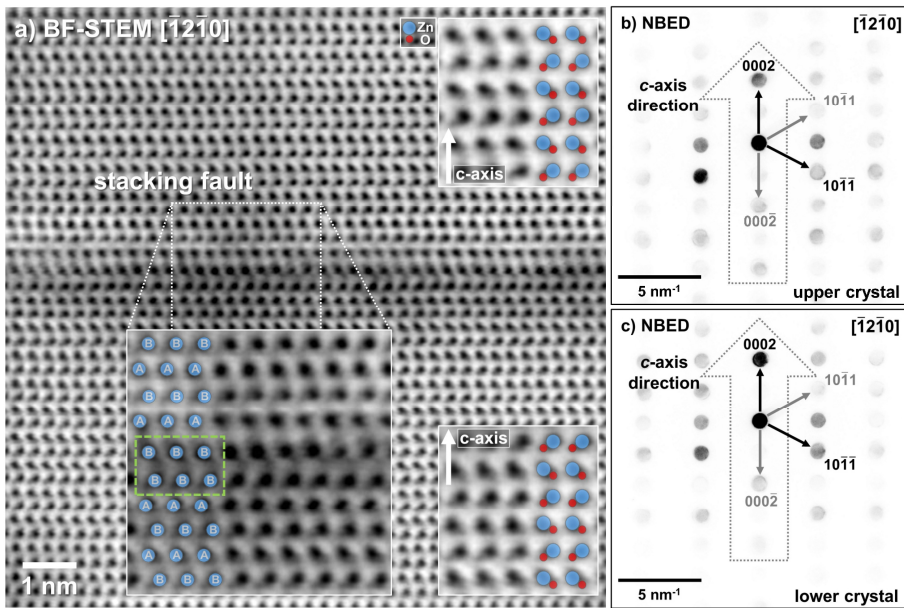 a) BF-STEM [1̄21̄0]
Zn
O
c-axis
stacking fault
B B B
A A A
B B B
A A A
B B B
B B B
A A A
B B B
A A A
B B B
c-axis
1 nm
b) NBED [1̄21̄0]
0002
c-axis
direction
101̄1
101̄1̄
0002̄
5 nm-1
upper crystal
c) NBED [1̄21̄0]
0002
c-axis
direction
101̄1
101̄1̄
0002̄
5 nm-1
lower crystal